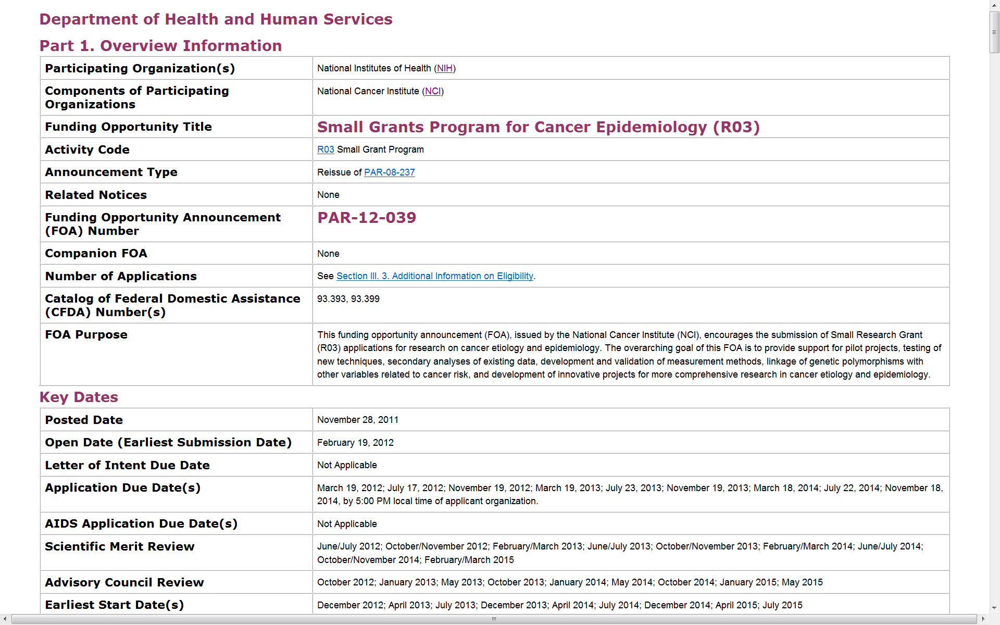 Department of Health and Human Services
Part 1. Overview Information
Participating Organization(s)
National Institutes of Health (NIH)
Components of Participating
Organizations
National Cancer Institute (NCI)
Funding Opportunity Title
Small Grants Program for Cancer Epidemiology (R03)
Activity Code
R03 Small Grant Program
Announcement Type
Reissue of PAR-08-237
Related Notices
None
Funding Opportunity Announcement
(FOA) Number
PAR-12-039
Companion FOA
None
Number of Applications
See Section III. 3. Additional Information on Eligibility.
Catalog of Federal Domestic Assistance
(CFDA) Number(s)
93.393, 93.399
FOA Purpose
This funding opportunity announcement (FOA), issued by the National Cancer Institute (NCI), encourages the submission of Small Research Grant
(R03) applications for research on cancer etiology and epidemiology. The overarching goal of this FOA is to provide support for pilot projects, testing of
new techniques, secondary analyses of existing data, development and validation of measurement methods, linkage of genetic polymorphisms with
other variables related to cancer risk, and development of innovative projects for more comprehensive research in cancer etiology and epidemiology.
Key Dates
Posted Date
November 28, 2011
Open Date (Earliest Submission Date)
February 19, 2012
Letter of Intent Due Date
Not Applicable
Application Due Date(s)
March 19, 2012; July 17, 2012; November 19, 2012; March 19, 2013; July 23, 2013; November 19, 2013; March 18, 2014; July 22, 2014; November 18,
2014, by 5:00 PM local time of applicant organization.
AIDS Application Due Date(s)
Not Applicable
Scientific Merit Review
June/July 2012; October/November 2012; February/March 2013; June/July 2013; October/November 2013; February/March 2014; June/July 2014;
October/November 2014; February/March 2015
Advisory Council Review
October 2012; January 2013; May 2013; October 2013; January 2014; May 2014; October 2014; January 2015; May 2015
Earliest Start Date(s)
December 2012; April 2013; July 2013; December 2013; April 2014; July 2014; December 2014; April 2015; July 2015